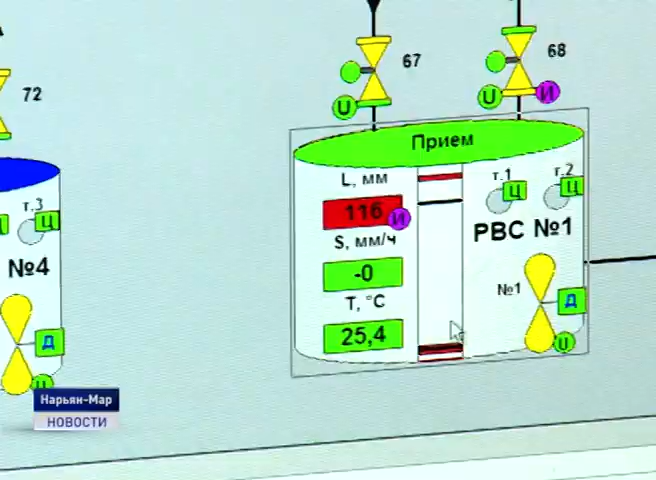 67
68
72
U
U
И
Прием
L, мм
116
И
S, мм/ч
-0
T, °C
25,4
т.1
Ц
т.2
Ц
РВС №1
№1
Д
U
т.3
Ц
№4
Д
U
Нарьян-Мар
НОВОСТИ